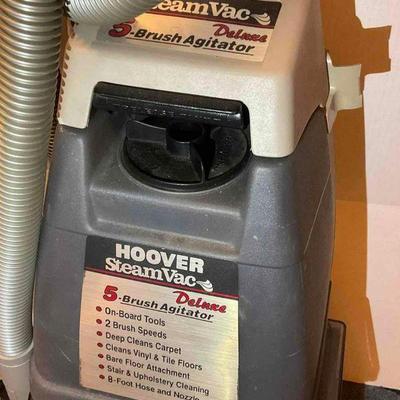 SteamVac
Deluxe
5-Brush Agitator
HOOVER
SteamVac
Deluxe
5-Brush Agitator
• On-Board Tools
• 2 Brush Speeds
• Deep Cleans Carpet
• Cleans Vinyl & Tile Floors
• Bare Floor Attachment
• Stair & Upholstery Cleaning
• 8-Foot Hose and Nozzle